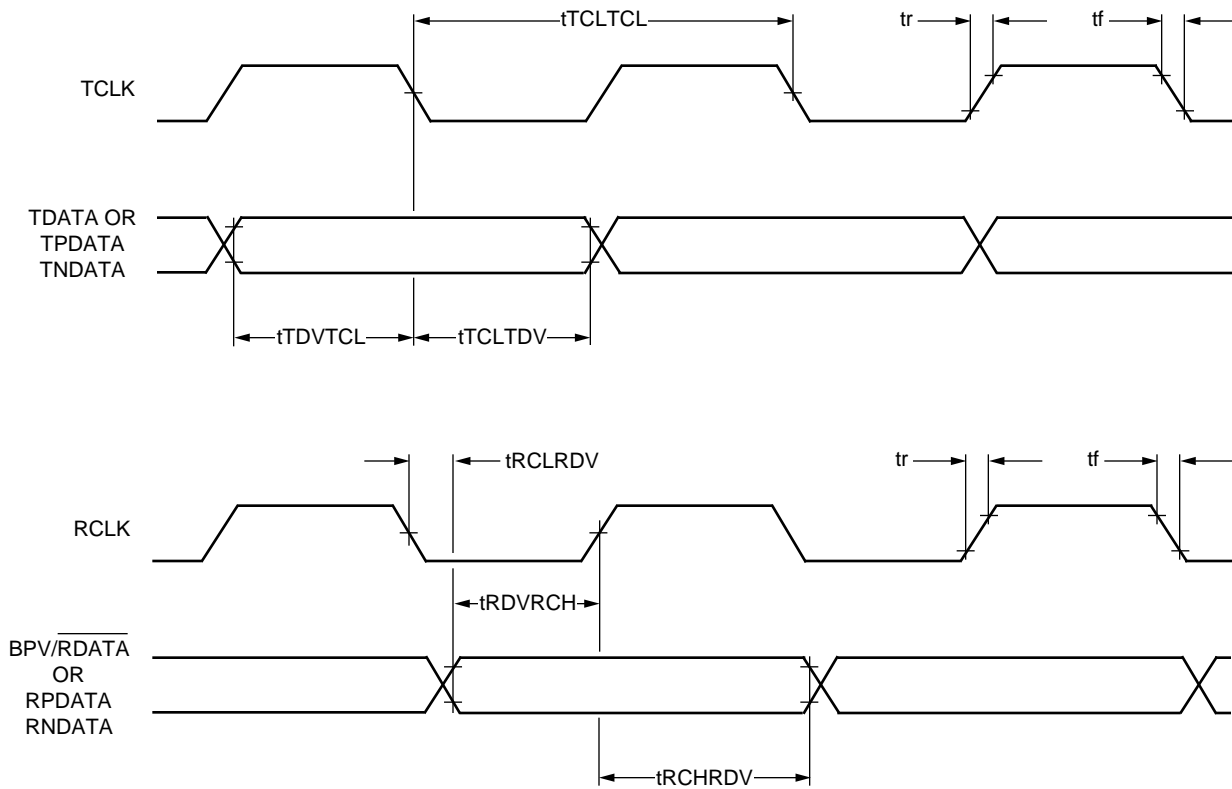 tTCLTCL
tr
tf
TCLK
TDATA OR
TPDATA
TNDATA
tTDVTCL
tTCLTDV
tRCLRDV
tr
tf
RCLK
tRDVRCH
BPV/RDATA
OR
RPDATA
RNDATA
tRCHRDV